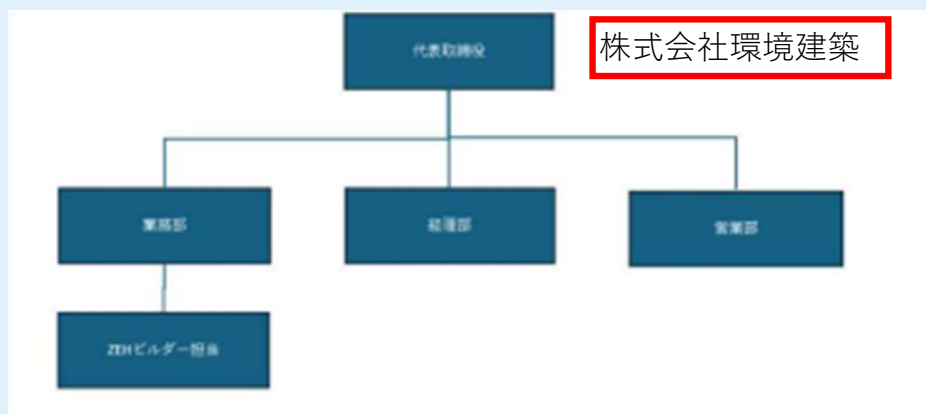 代表取締役
株式会社環境建築
業務部
経理部
営業部
ZEHビルダー担当